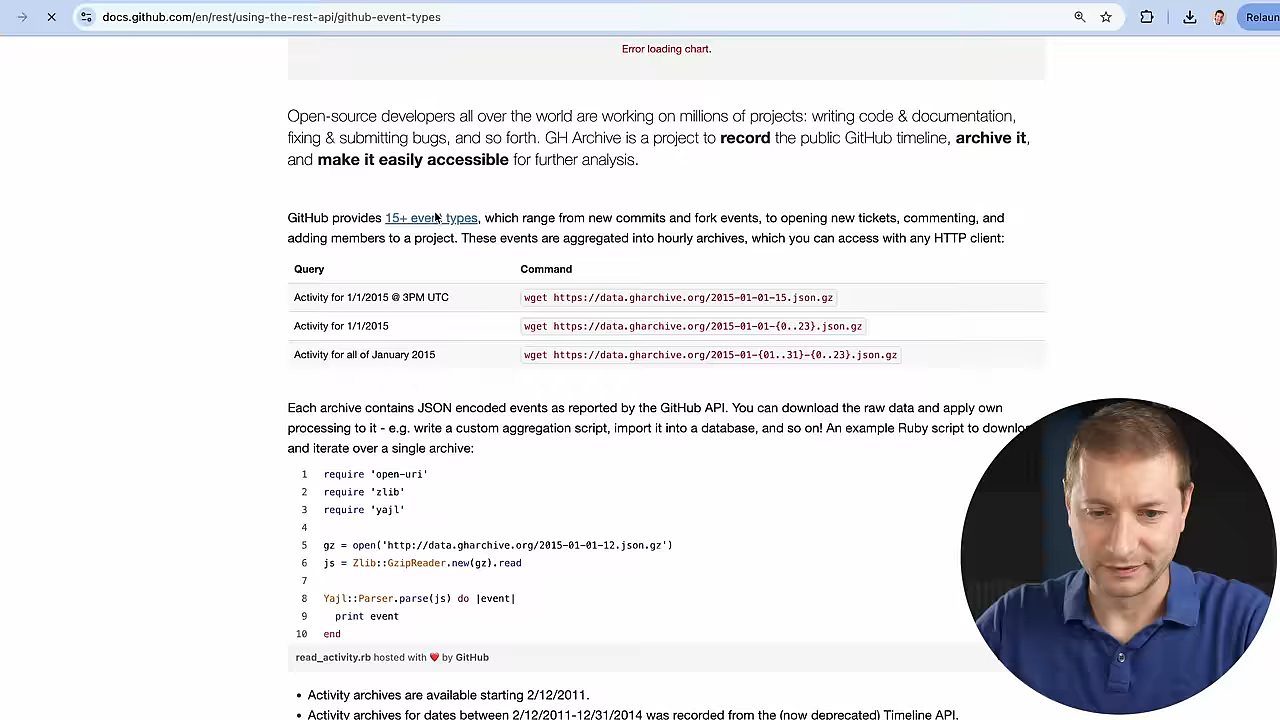 docs.github.com/en/rest/using-the-rest-api/github-event-types
Relaun
Error loading chart.
Open-source developers all over the world are working on millions of projects: writing code & documentation,
fixing & submitting bugs, and so forth. GH Archive is a project to record the public GitHub timeline, archive it,
and make it easily accessible for further analysis.
GitHub provides 15+ event types, which range from new commits and fork events, to opening new tickets, commenting, and
adding members to a project. These events are aggregated into hourly archives, which you can access with any HTTP client:
Query Command
Activity for 1/1/2015 @ 3PM UTC wget https://data.gharchive.org/2015-01-01-15.json.gz
Activity for 1/1/2015 wget https://data.gharchive.org/2015-01-01-{0..23}.json.gz
Activity for all of January 2015 wget https://data.gharchive.org/2015-01-{01..31}-{0..23}.json.gz
Each archive contains JSON encoded events as reported by the GitHub API. You can download the raw data and apply own
processing to it - e.g. write a custom aggregation script, import it into a database, and so on! An example Ruby script to downlo
and iterate over a single archive:
1 require 'open-uri'
2 require 'zlib'
3 require 'yajl'
4
5 gz = open('http://data.gharchive.org/2015-01-01-12.json.gz')
6 js = Zlib::GzipReader.new(gz).read
7
8 Yajl::Parser.parse(js) do |event|
9 print event
10 end
read_activity.rb hosted with ❤ by GitHub
• Activity archives are available starting 2/12/2011.
• Activity archives for dates between 2/12/2011-12/31/2014 was recorded from the (now deprecated) Timeline API.